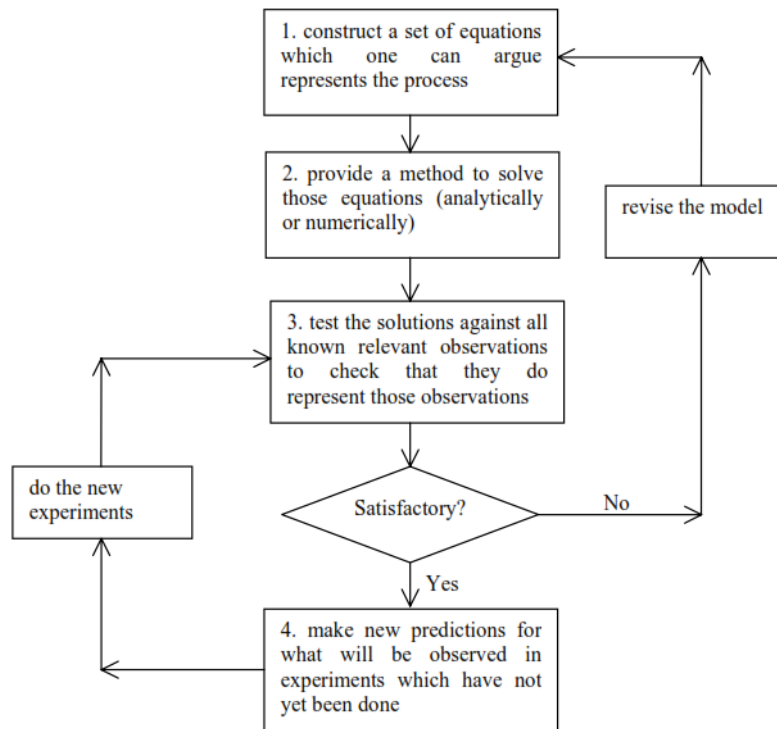 1. construct a set of equations
which one can argue
represents the process
2. provide a method to solve
those equations (analytically
or numerically)
revise the model
3. test the solutions against all
known relevant observations
to check that they do
represent those observations
do the new
experiments
Satisfactory?
No
Yes
4. make new predictions for
what will be observed in
experiments which have not
yet been done